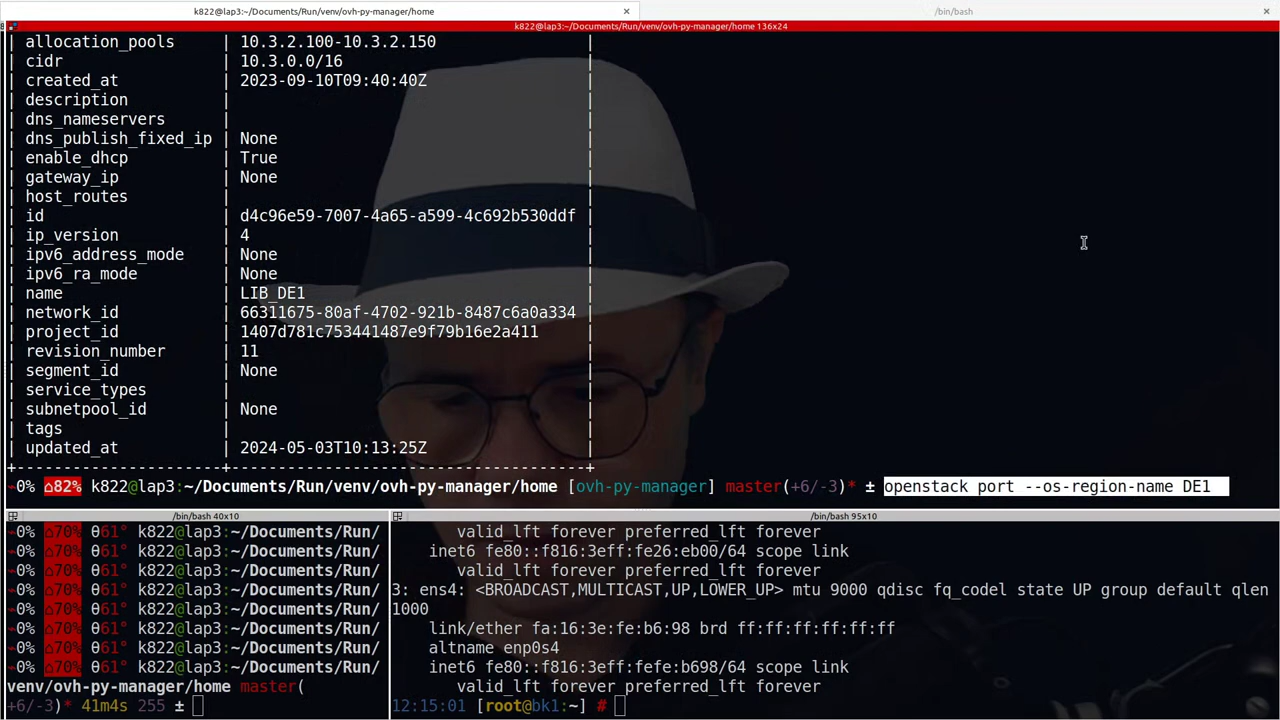 k822@lap3:~/Documents/Run/venv/ovh-py-manager/home × /bin/bash ×
k822@lap3:~/Documents/Run/venv/ovh-py-manager/home 136x24
| allocation_pools | 10.3.2.100-10.3.2.150 |
| cidr | 10.3.0.0/16 |
| created_at | 2023-09-10T09:40:40Z |
| description | |
| dns_nameservers | |
| dns_publish_fixed_ip | None |
| enable_dhcp | True |
| gateway_ip | None |
| host_routes | |
| id | d4c96e59-7007-4a65-a599-4c692b530ddf |
| ip_version | 4 |
| ipv6_address_mode | None |
| ipv6_ra_mode | None |
| name | LIB_DE1 |
| network_id | 66311675-80af-4702-921b-8487c6a0a334 |
| project_id | 1407d781c753441487e9f79b16e2a411 |
| revision_number | 11 |
| segment_id | None |
| service_types | |
| subnetpool_id | None |
| tags | |
| updated_at | 2024-05-03T10:13:25Z |
+----------------------+--------------------------------------+
⌁0% ⌂82% k822@lap3:~/Documents/Run/venv/ovh-py-manager/home [ovh-py-manager] master(+6/-3)* ± openstack port --os-region-name DE1
/bin/bash 40x10
⌁0% ⌂70% θ61° k822@lap3:~/Documents/Run/
⌁0% ⌂70% θ61° k822@lap3:~/Documents/Run/
⌁0% ⌂70% θ61° k822@lap3:~/Documents/Run/
⌁0% ⌂70% θ61° k822@lap3:~/Documents/Run/
⌁0% ⌂70% θ61° k822@lap3:~/Documents/Run/
⌁0% ⌂70% θ61° k822@lap3:~/Documents/Run/
⌁0% ⌂70% θ61° k822@lap3:~/Documents/Run/
⌁0% ⌂70% θ61° k822@lap3:~/Documents/Run/
venv/ovh-py-manager/home master(
+6/-3)* 41m4s 255 ±
/bin/bash 95x10
valid_lft forever preferred_lft forever
inet6 fe80::f816:3eff:fe26:eb00/64 scope link
valid_lft forever preferred_lft forever
3: ens4: <BROADCAST,MULTICAST,UP,LOWER_UP> mtu 9000 qdisc fq_codel state UP group default qlen
1000
link/ether fa:16:3e:fe:b6:98 brd ff:ff:ff:ff:ff:ff
altname enp0s4
inet6 fe80::f816:3eff:fefe:b698/64 scope link
valid_lft forever preferred_lft forever
12:15:01 [root@bk1:~] #